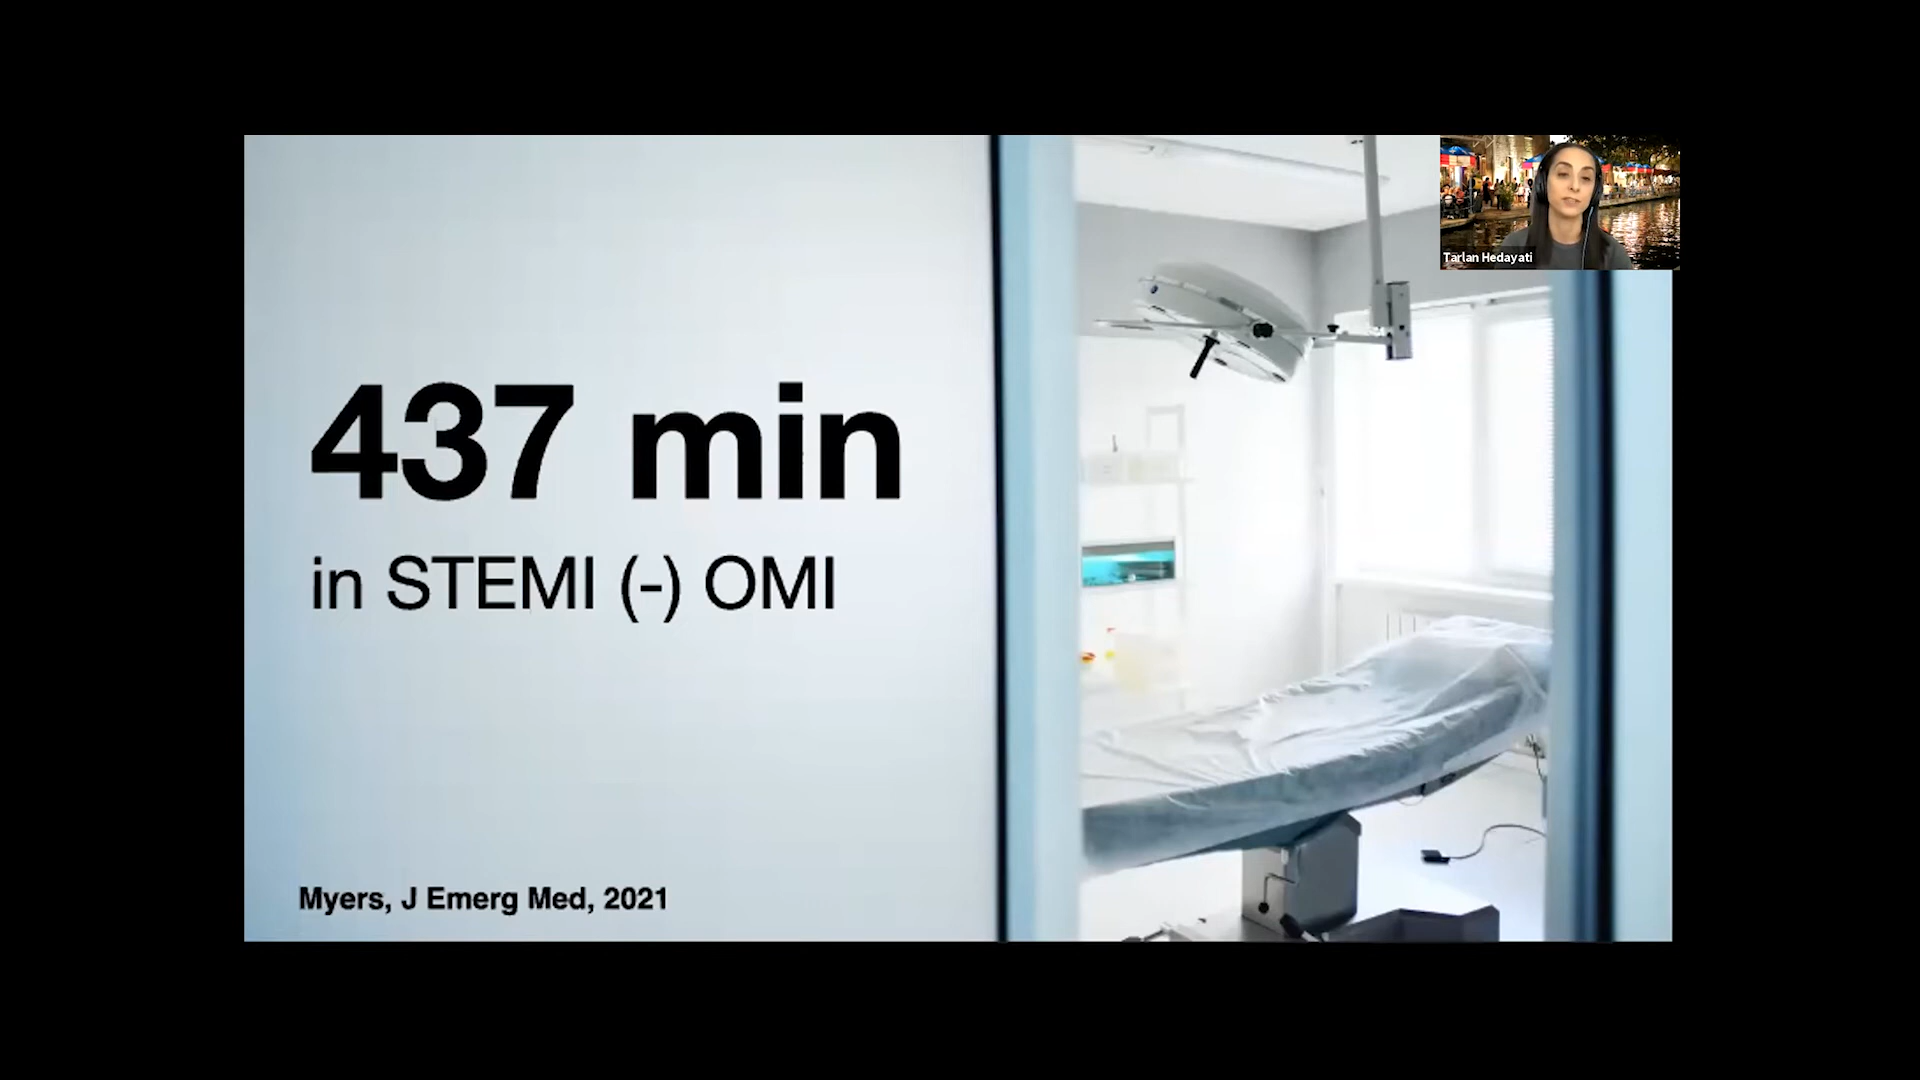 Tarlan Hedayati
437 min
in STEMI (-) OMI
Myers, J Emerg Med, 2021